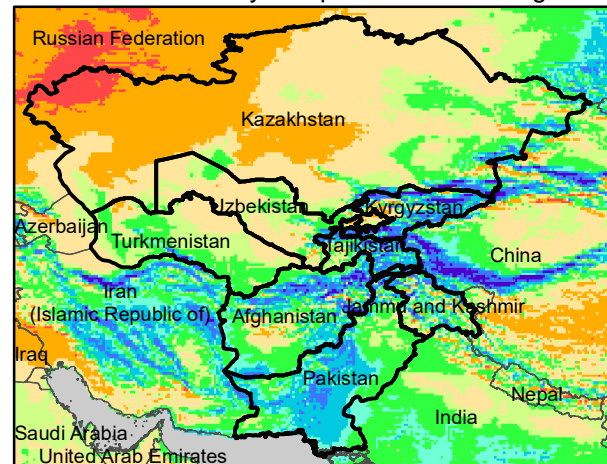 Russian Federation
Kazakhstan
Uzbekistan
Kyrgyzstan
Azerbaijan
Turkmenistan
Tajikistan
China
Iran
(Islamic Republic of)
Afghanistan
Jammu and Kashmir
Iraq
Pakistan
Nepal
India
Saudi Arabia
United Arab Emirates